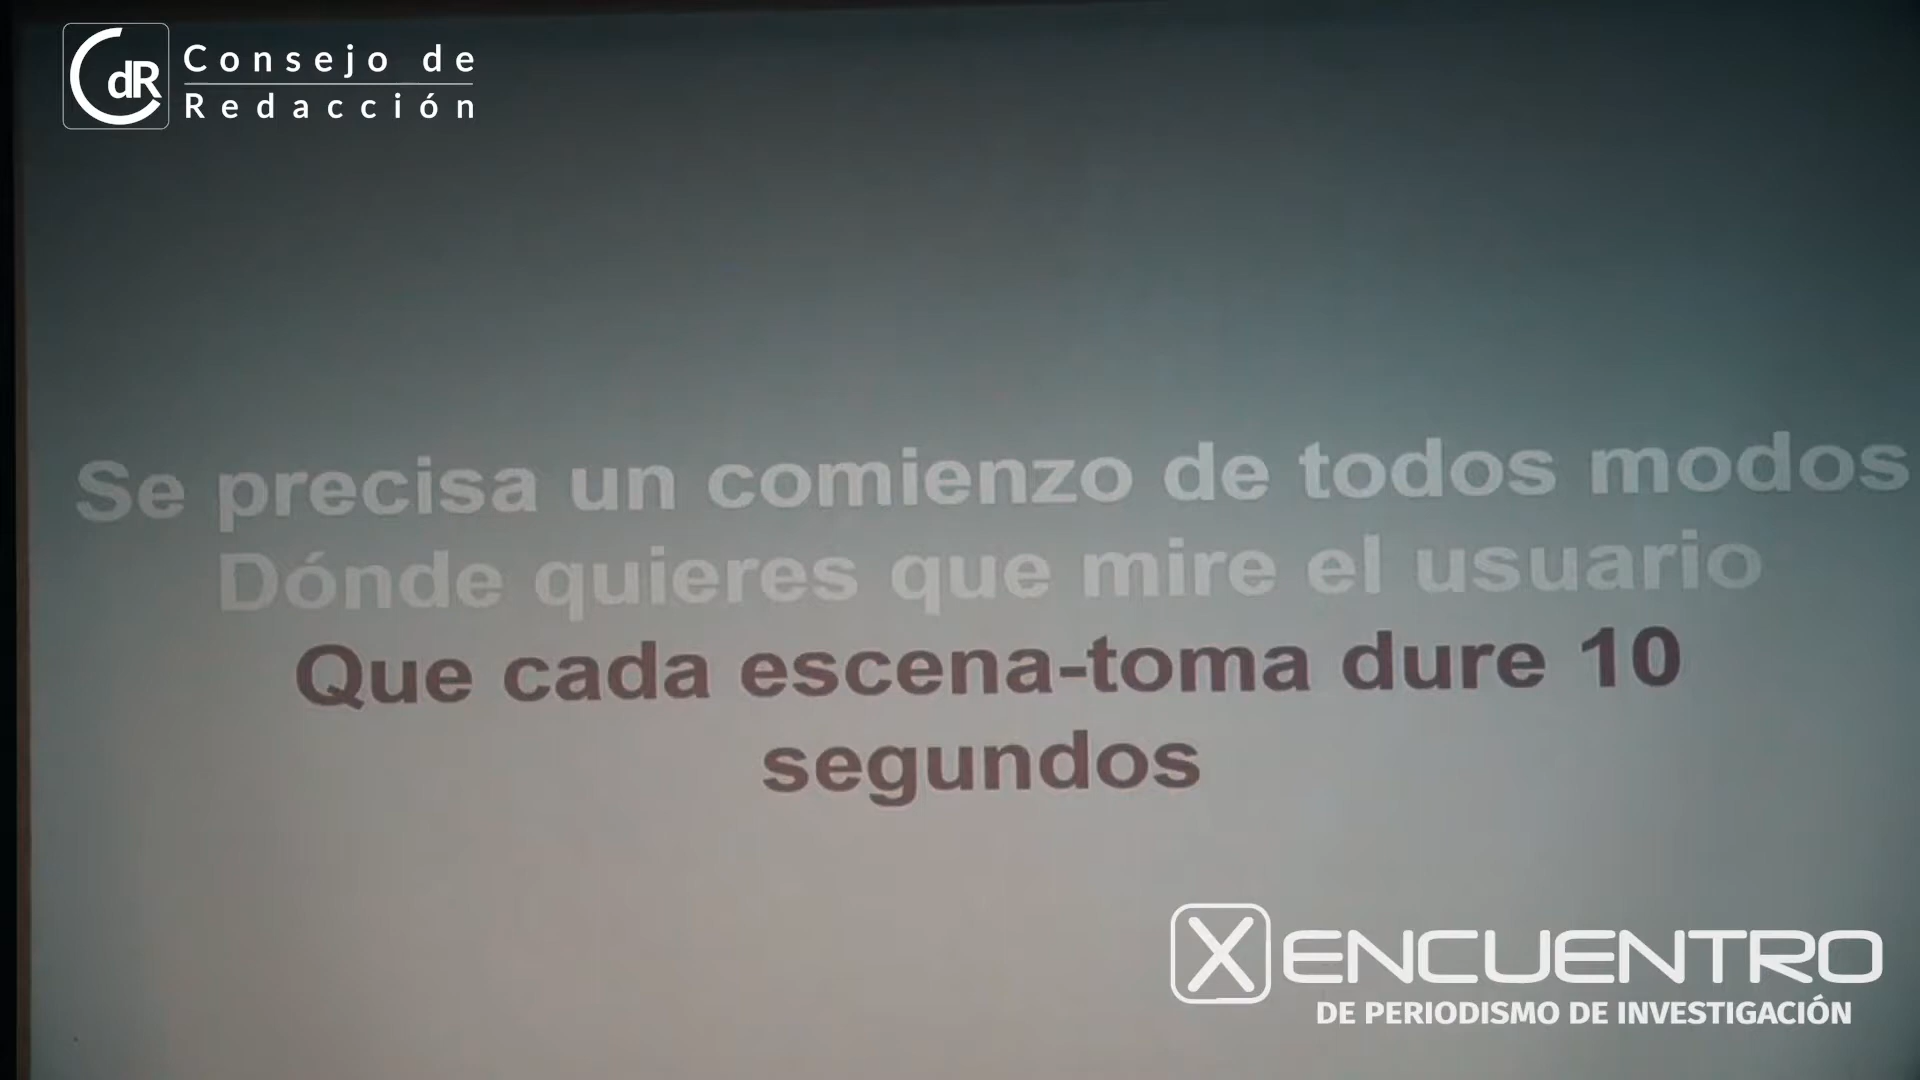 CdR
Consejo de
Redacción
Se precisa un comienzo de todos modos
Dónde quieres que mire el usuario
Que cada escena-toma dure 10
segundos
X ENCUENTRO
DE PERIODISMO DE INVESTIGACIÓN